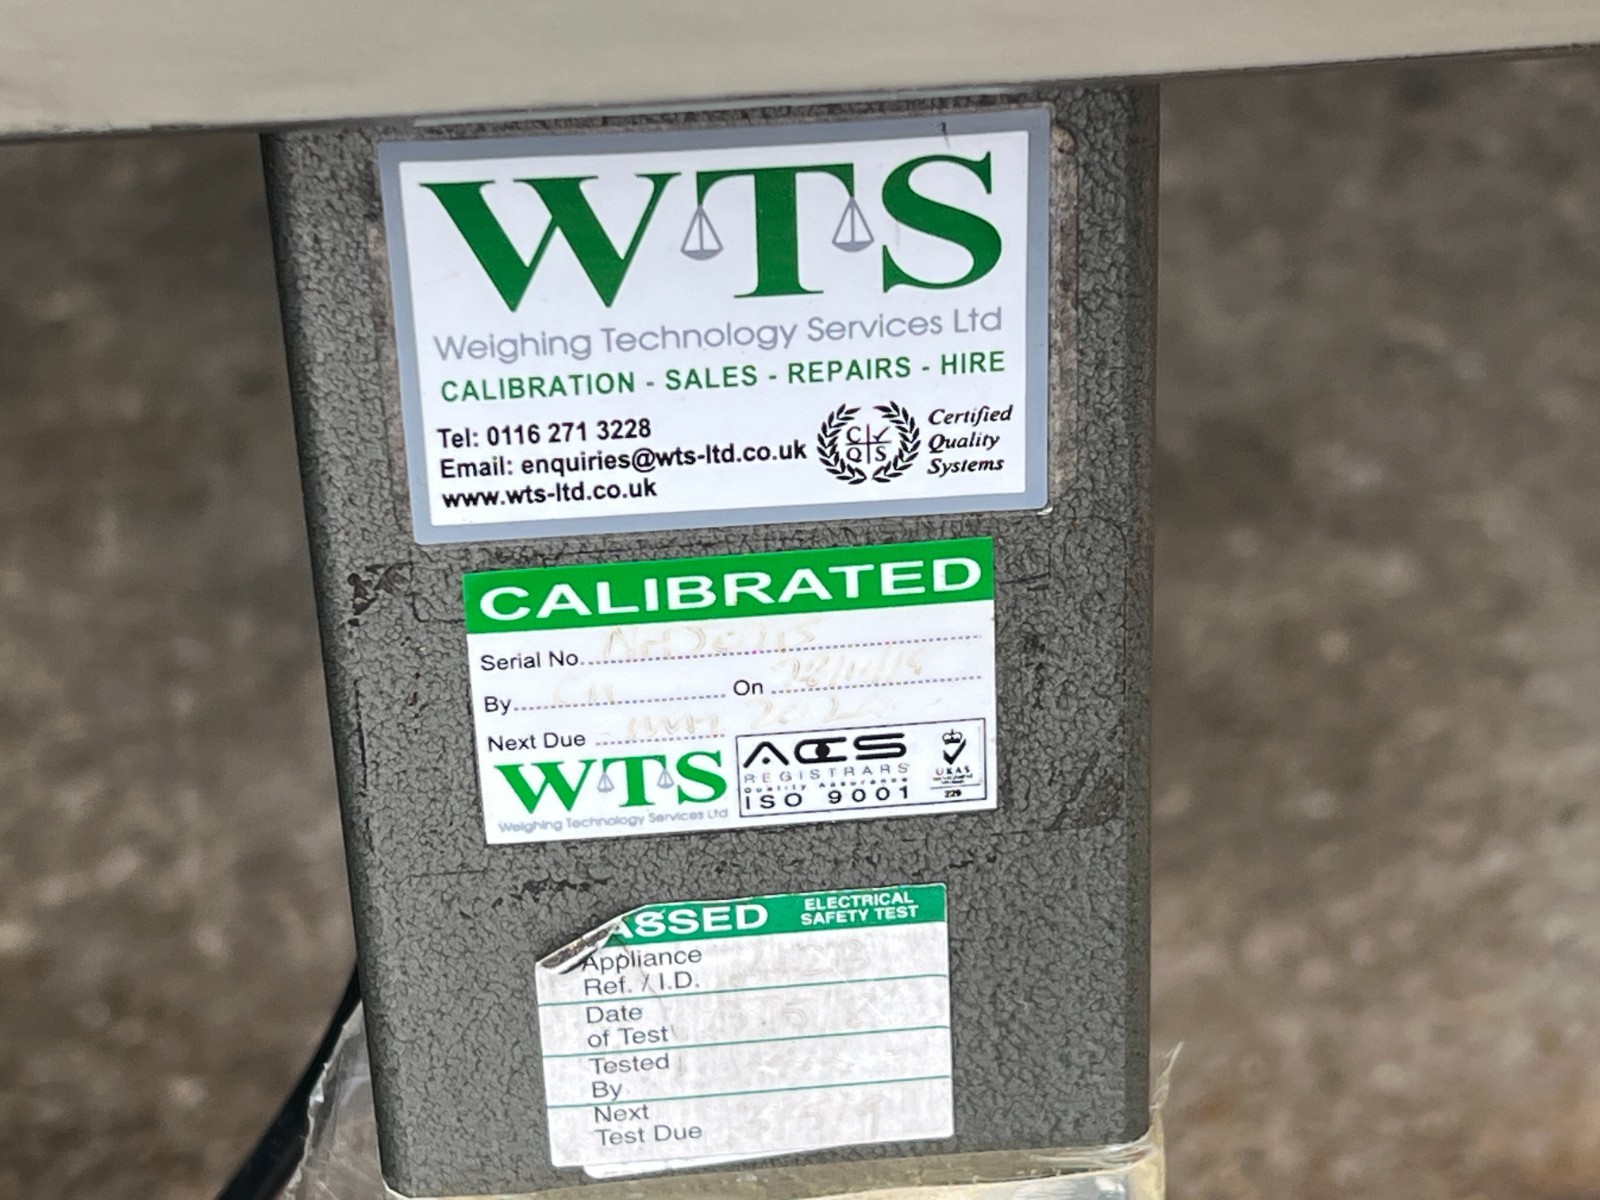 WTS
Weighing Technology Services Ltd
CALIBRATION - SALES - REPAIRS - HIRE
Tel: 0116 271 3228
Email: enquiries@wts-ltd.co.uk
www.wts-ltd.co.uk
C Q S
Certified
Quality
Systems
CALIBRATED
Serial No.
By On
Next Due 2020
WTS
Weighing Technology Services Ltd
ACS
REGISTRARS
Quality Assurance
ISO 9001
UKAS
229
ASSED ELECTRICAL
SAFETY TEST
Appliance
Ref. / I.D.
Date
of Test
Tested
By
Next
Test Due